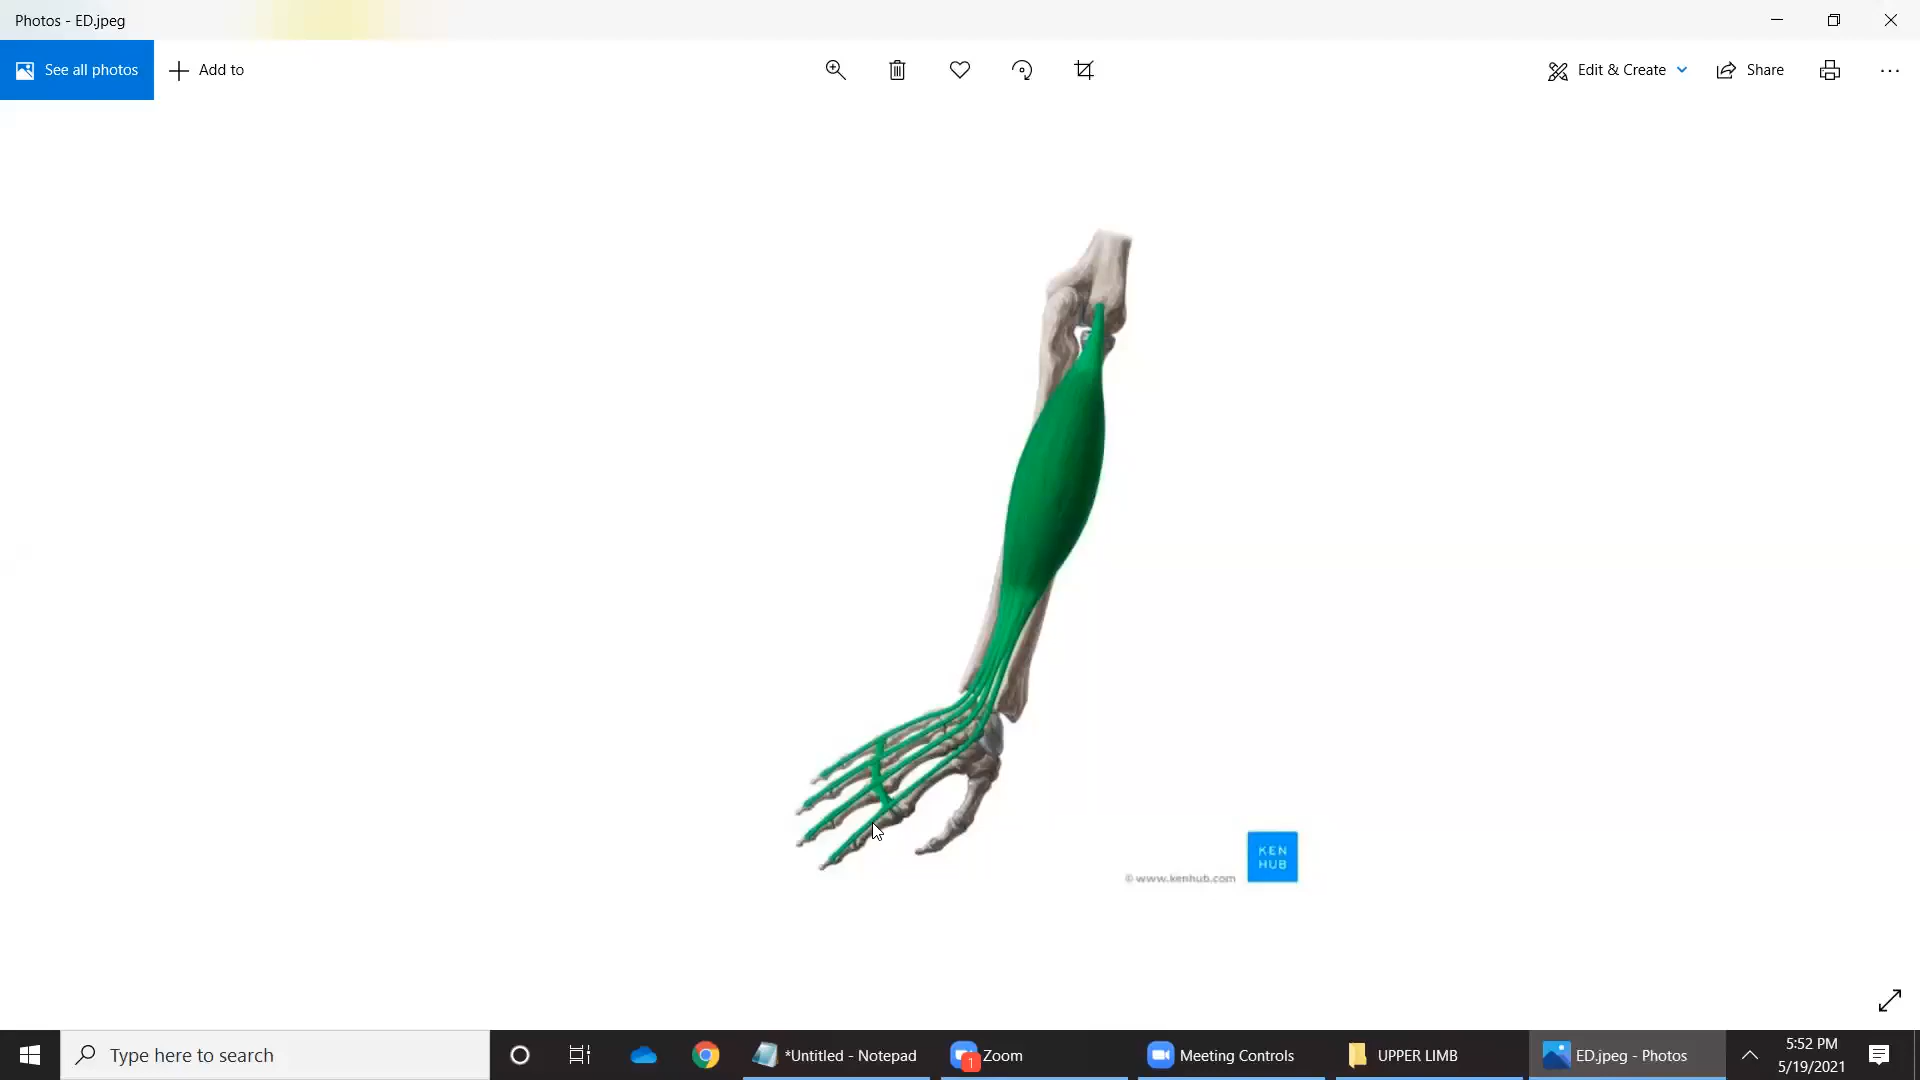 Photos - ED.jpeg
See all photos
Add to
Edit & Create
Share
KEN
HUB
© www.kenhub.com
Type here to search
*Untitled - Notepad
1
Zoom
Meeting Controls
UPPER LIMB
ED.jpeg - Photos
5:52 PM
5/19/2021